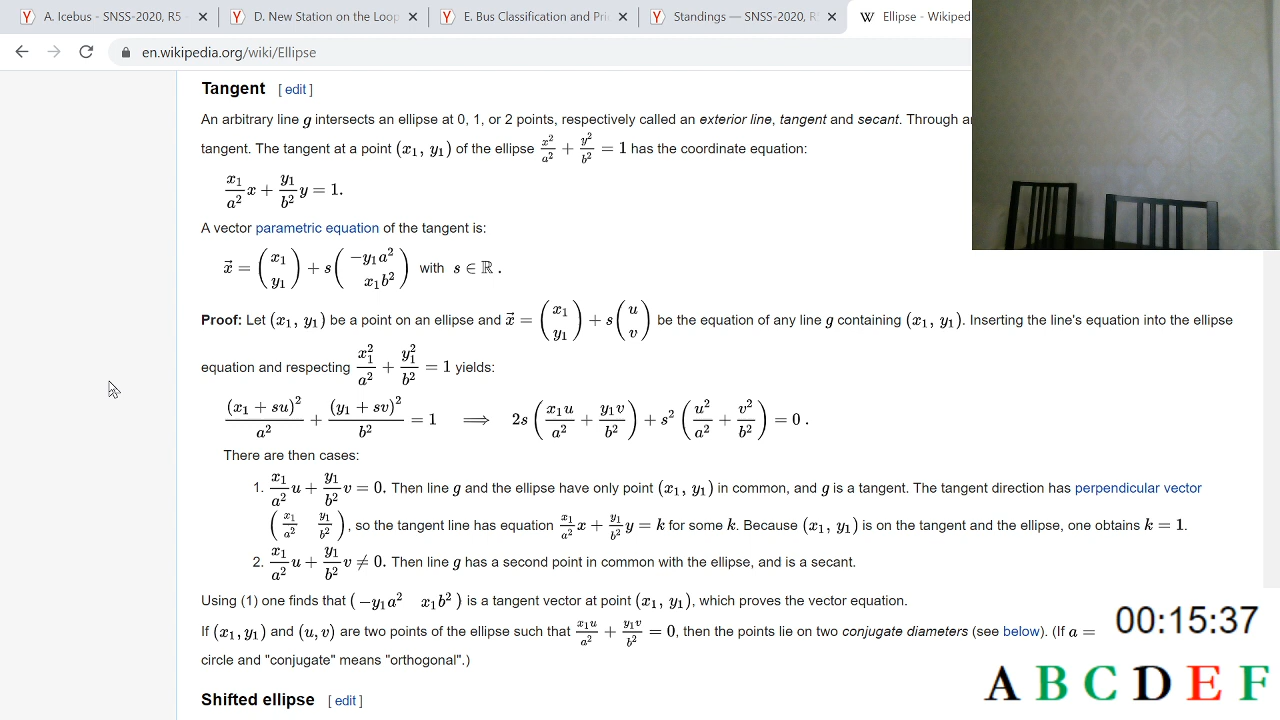 A. Icebus - SNSS-2020, R5 -
D. New Station on the Loop
E. Bus Classification and Pri
Standings — SNSS-2020, R
Ellipse - Wikiped
en.wikipedia.org/wiki/Ellipse
Tangent [ edit ]
An arbitrary line g intersects an ellipse at 0, 1, or 2 points, respectively called an exterior line, tangent and secant. Through a
tangent. The tangent at a point (x₁, y₁) of the ellipse x²/a² + y²/b² = 1 has the coordinate equation:
x₁/a² x + y₁/b² y = 1.
A vector parametric equation of the tangent is:
x⃗ = (x₁ y₁) + s (−y₁a² x₁b²) with s ∈ ℝ .
Proof: Let (x₁, y₁) be a point on an ellipse and x⃗ = (x₁ y₁) + s (u v) be the equation of any line g containing (x₁, y₁). Inserting the line's equation into the ellipse
equation and respecting x₁²/a² + y₁²/b² = 1 yields:
(x₁ + su)²/a² + (y₁ + sv)²/b² = 1 ⟹ 2s (x₁u/a² + y₁v/b²) + s² (u²/a² + v²/b²) = 0 .
There are then cases:
1. x₁/a² u + y₁/b² v = 0. Then line g and the ellipse have only point (x₁, y₁) in common, and g is a tangent. The tangent direction has perpendicular vector
(x₁/a² y₁/b²), so the tangent line has equation x₁/a² x + y₁/b² y = k for some k. Because (x₁, y₁) is on the tangent and the ellipse, one obtains k = 1.
2. x₁/a² u + y₁/b² v ≠ 0. Then line g has a second point in common with the ellipse, and is a secant.
Using (1) one finds that (−y₁a² x₁b²) is a tangent vector at point (x₁, y₁), which proves the vector equation.
If (x₁, y₁) and (u, v) are two points of the ellipse such that x₁u/a² + y₁v/b² = 0, then the points lie on two conjugate diameters (see below). (If a =
circle and "conjugate" means "orthogonal".)
Shifted ellipse [ edit ]
00:15:37
A B C D E F